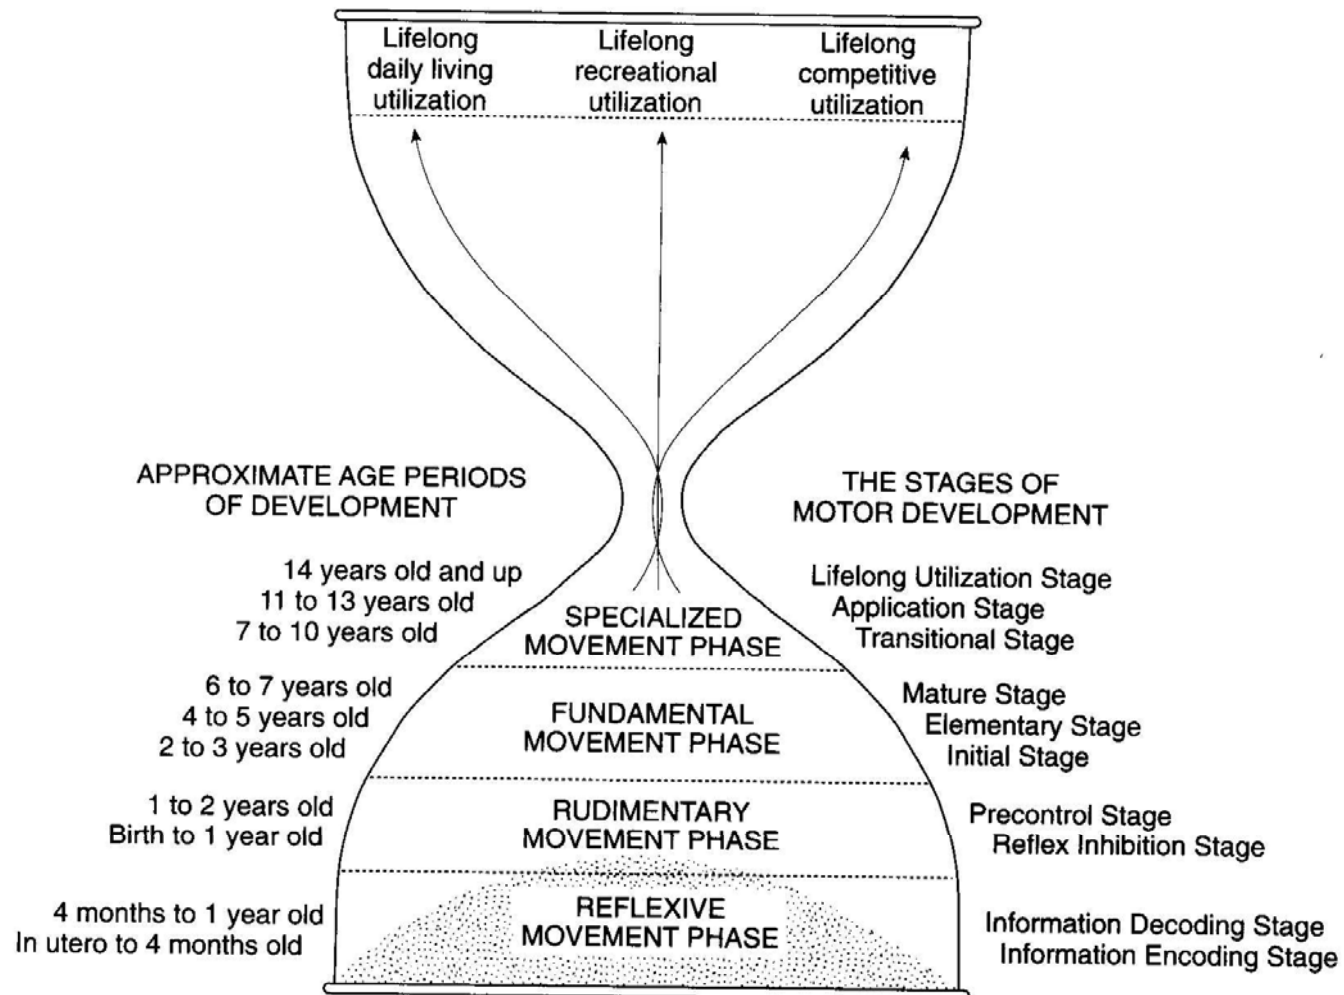 Lifelong
daily living
utilization
Lifelong
recreational
utilization
Lifelong
competitive
utilization
APPROXIMATE AGE PERIODS
OF DEVELOPMENT
THE STAGES OF
MOTOR DEVELOPMENT
14 years old and up
11 to 13 years old
7 to 10 years old
SPECIALIZED
MOVEMENT PHASE
Lifelong Utilization Stage
Application Stage
Transitional Stage
6 to 7 years old
4 to 5 years old
2 to 3 years old
FUNDAMENTAL
MOVEMENT PHASE
Mature Stage
Elementary Stage
Initial Stage
1 to 2 years old
Birth to 1 year old
RUDIMENTARY
MOVEMENT PHASE
Precontrol Stage
Reflex Inhibition Stage
4 months to 1 year old
In utero to 4 months old
REFLEXIVE
MOVEMENT PHASE
Information Decoding Stage
Information Encoding Stage